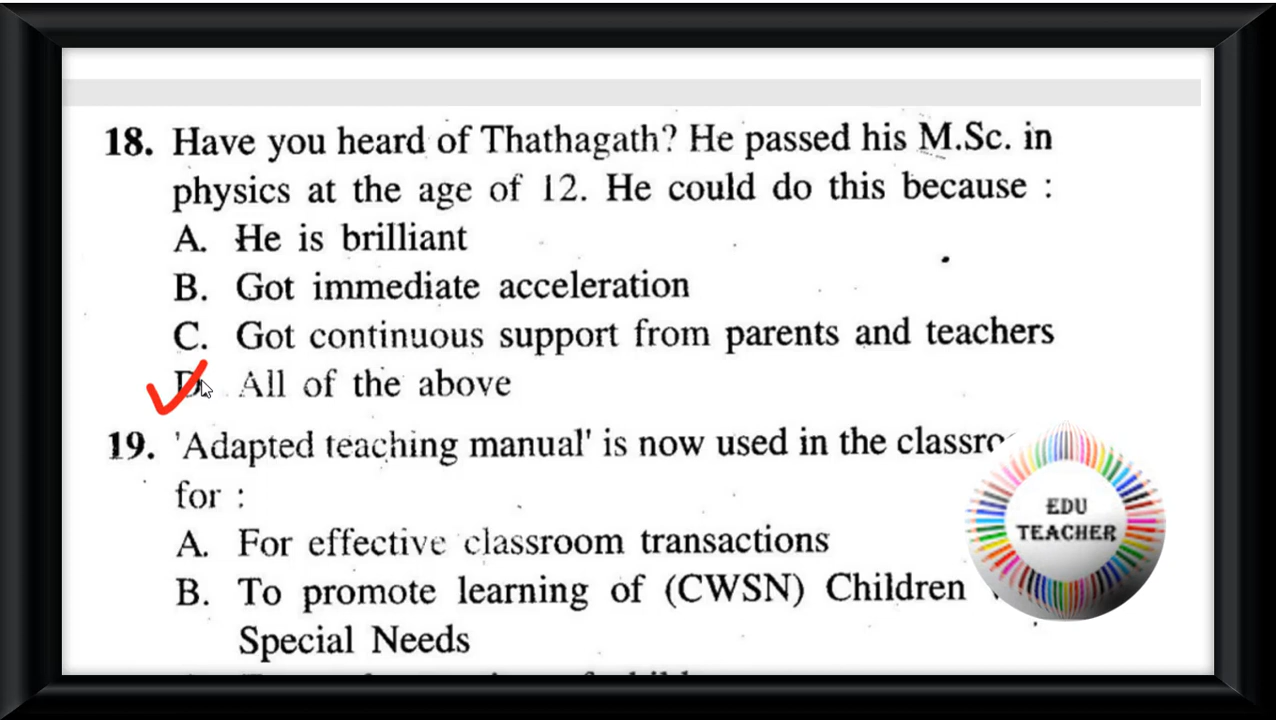 18. Have you heard of Thathagath? He passed his M.Sc. in
physics at the age of 12. He could do this because :
A. He is brilliant
B. Got immediate acceleration
C. Got continuous support from parents and teachers
D. All of the above
19. 'Adapted teaching manual' is now used in the
for :
A. For effective classroom transactions
B. To promote learning of (CWSN) Children
Special Needs
EDU
TEACHER